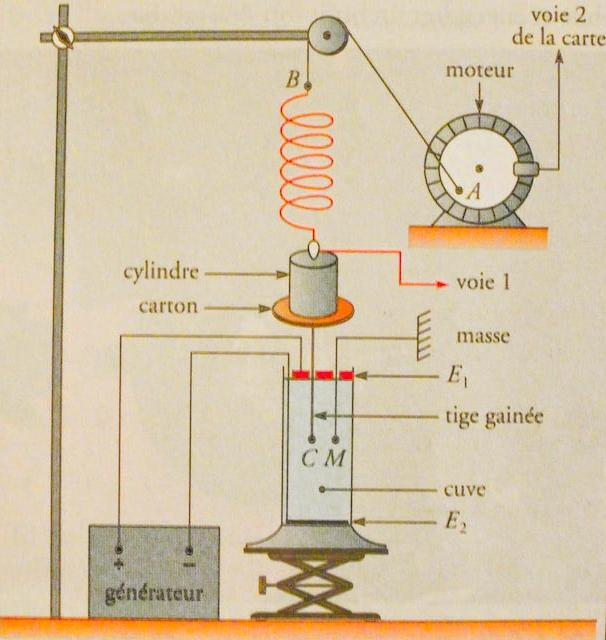 voie 2
de la carte
moteur
B
A
cylindre
voie 1
carton
masse
E₁
tige gainée
C M
cuve
E₂
+ −
générateur